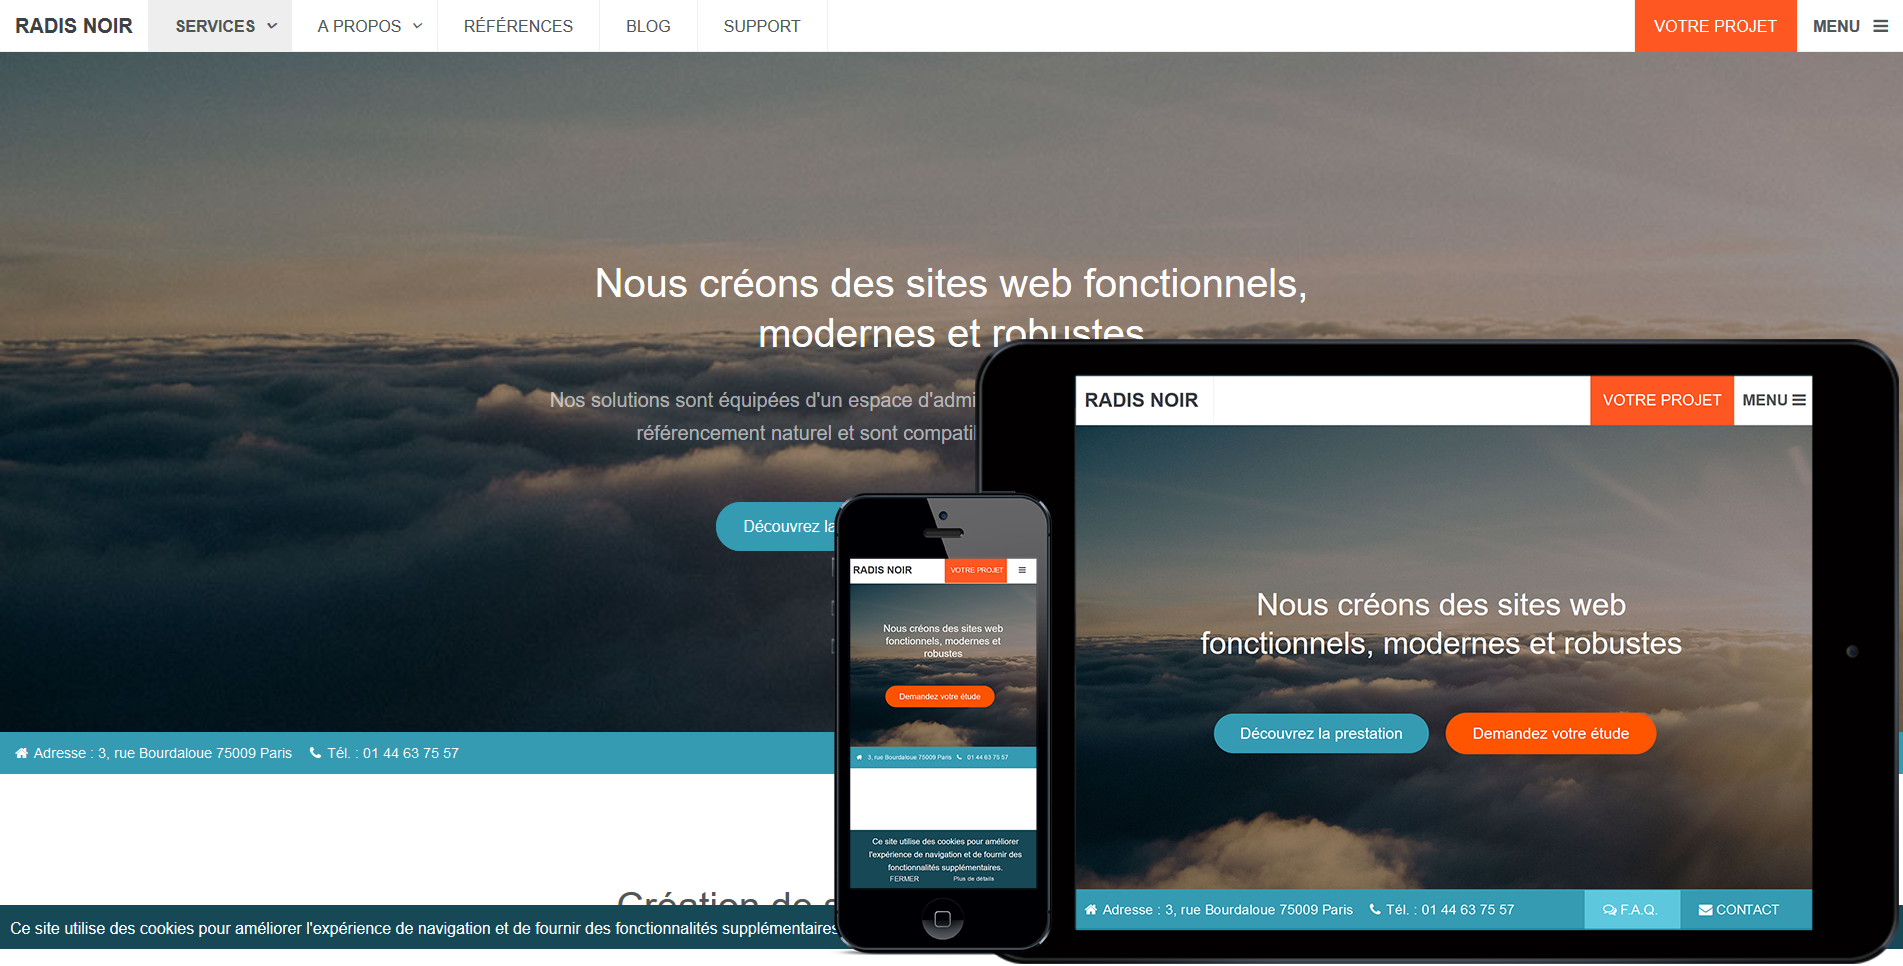 RADIS NOIR SERVICES A PROPOS RÉFÉRENCES BLOG SUPPORT VOTRE PROJET MENU
Nous créons des sites web fonctionnels,
modernes et robustes
Nos solutions sont équipées d'un espace
référencement naturel et sont
Découvrez
Adresse : 3, rue Bourdaloue 75009 Paris Tél. : 01 44 63 75 57
Création de
Ce site utilise des cookies pour améliorer l'expérience de navigation et de fournir des fonctionnalités supplémentaires
RADIS NOIR VOTRE PROJET
Nous créons des sites web
fonctionnels, modernes et
robustes
Demandez votre étude
3, rue Bourdaloue 75009 Paris 01 44 63 75 57
Ce site utilise des cookies pour améliorer
l'expérience de navigation et de fournir des
fonctionnalités supplémentaires.
FERMER Plus de détails
RADIS NOIR VOTRE PROJET MENU
Nous créons des sites web
fonctionnels, modernes et robustes
Découvrez la prestation Demandez votre étude
Adresse : 3, rue Bourdaloue 75009 Paris Tél. : 01 44 63 75 57 F.A.Q. CONTACT